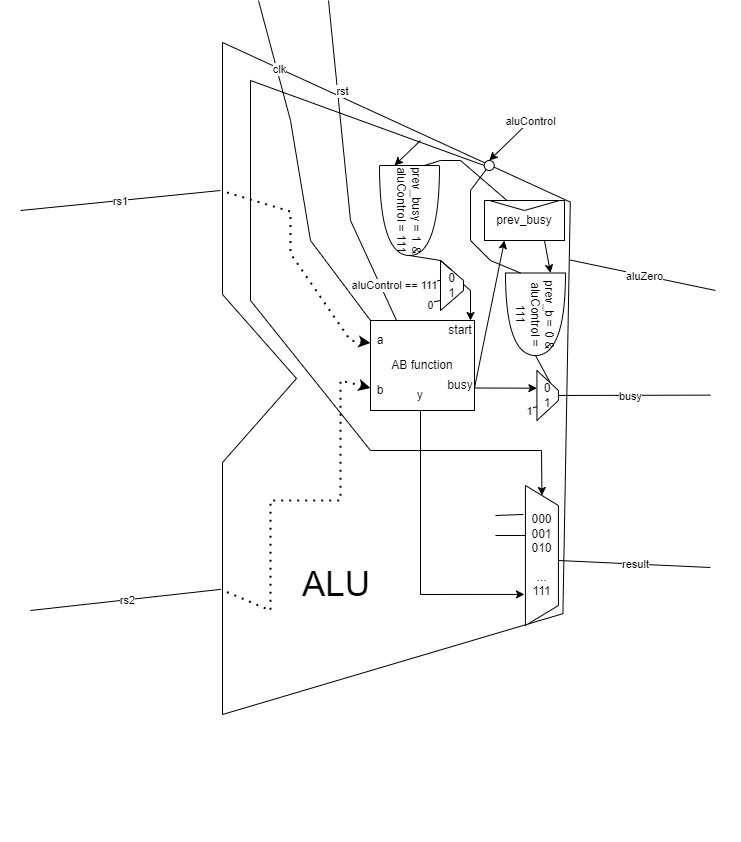 clk
rst
aluControl
rs1
prev_busy = 1 &
aluControl = 111
prev_busy
aluZero
aluControl == 111
0
1
0
prev_b = 0 &
aluControl =
111
start
a
AB function
b
busy
y
0
1
1
busy
000
001
010
...
111
result
ALU
rs2